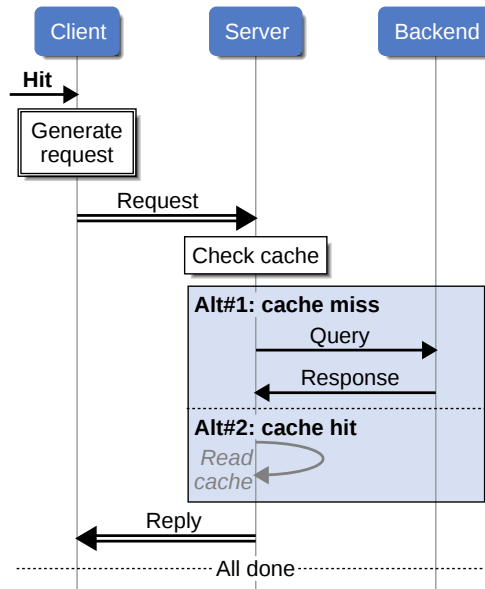 Client
Server
Backend
Hit
Generate
request
Request
Check cache
Alt#1: cache miss
Query
Response
Alt#2: cache hit
Read
cache
Reply
All done